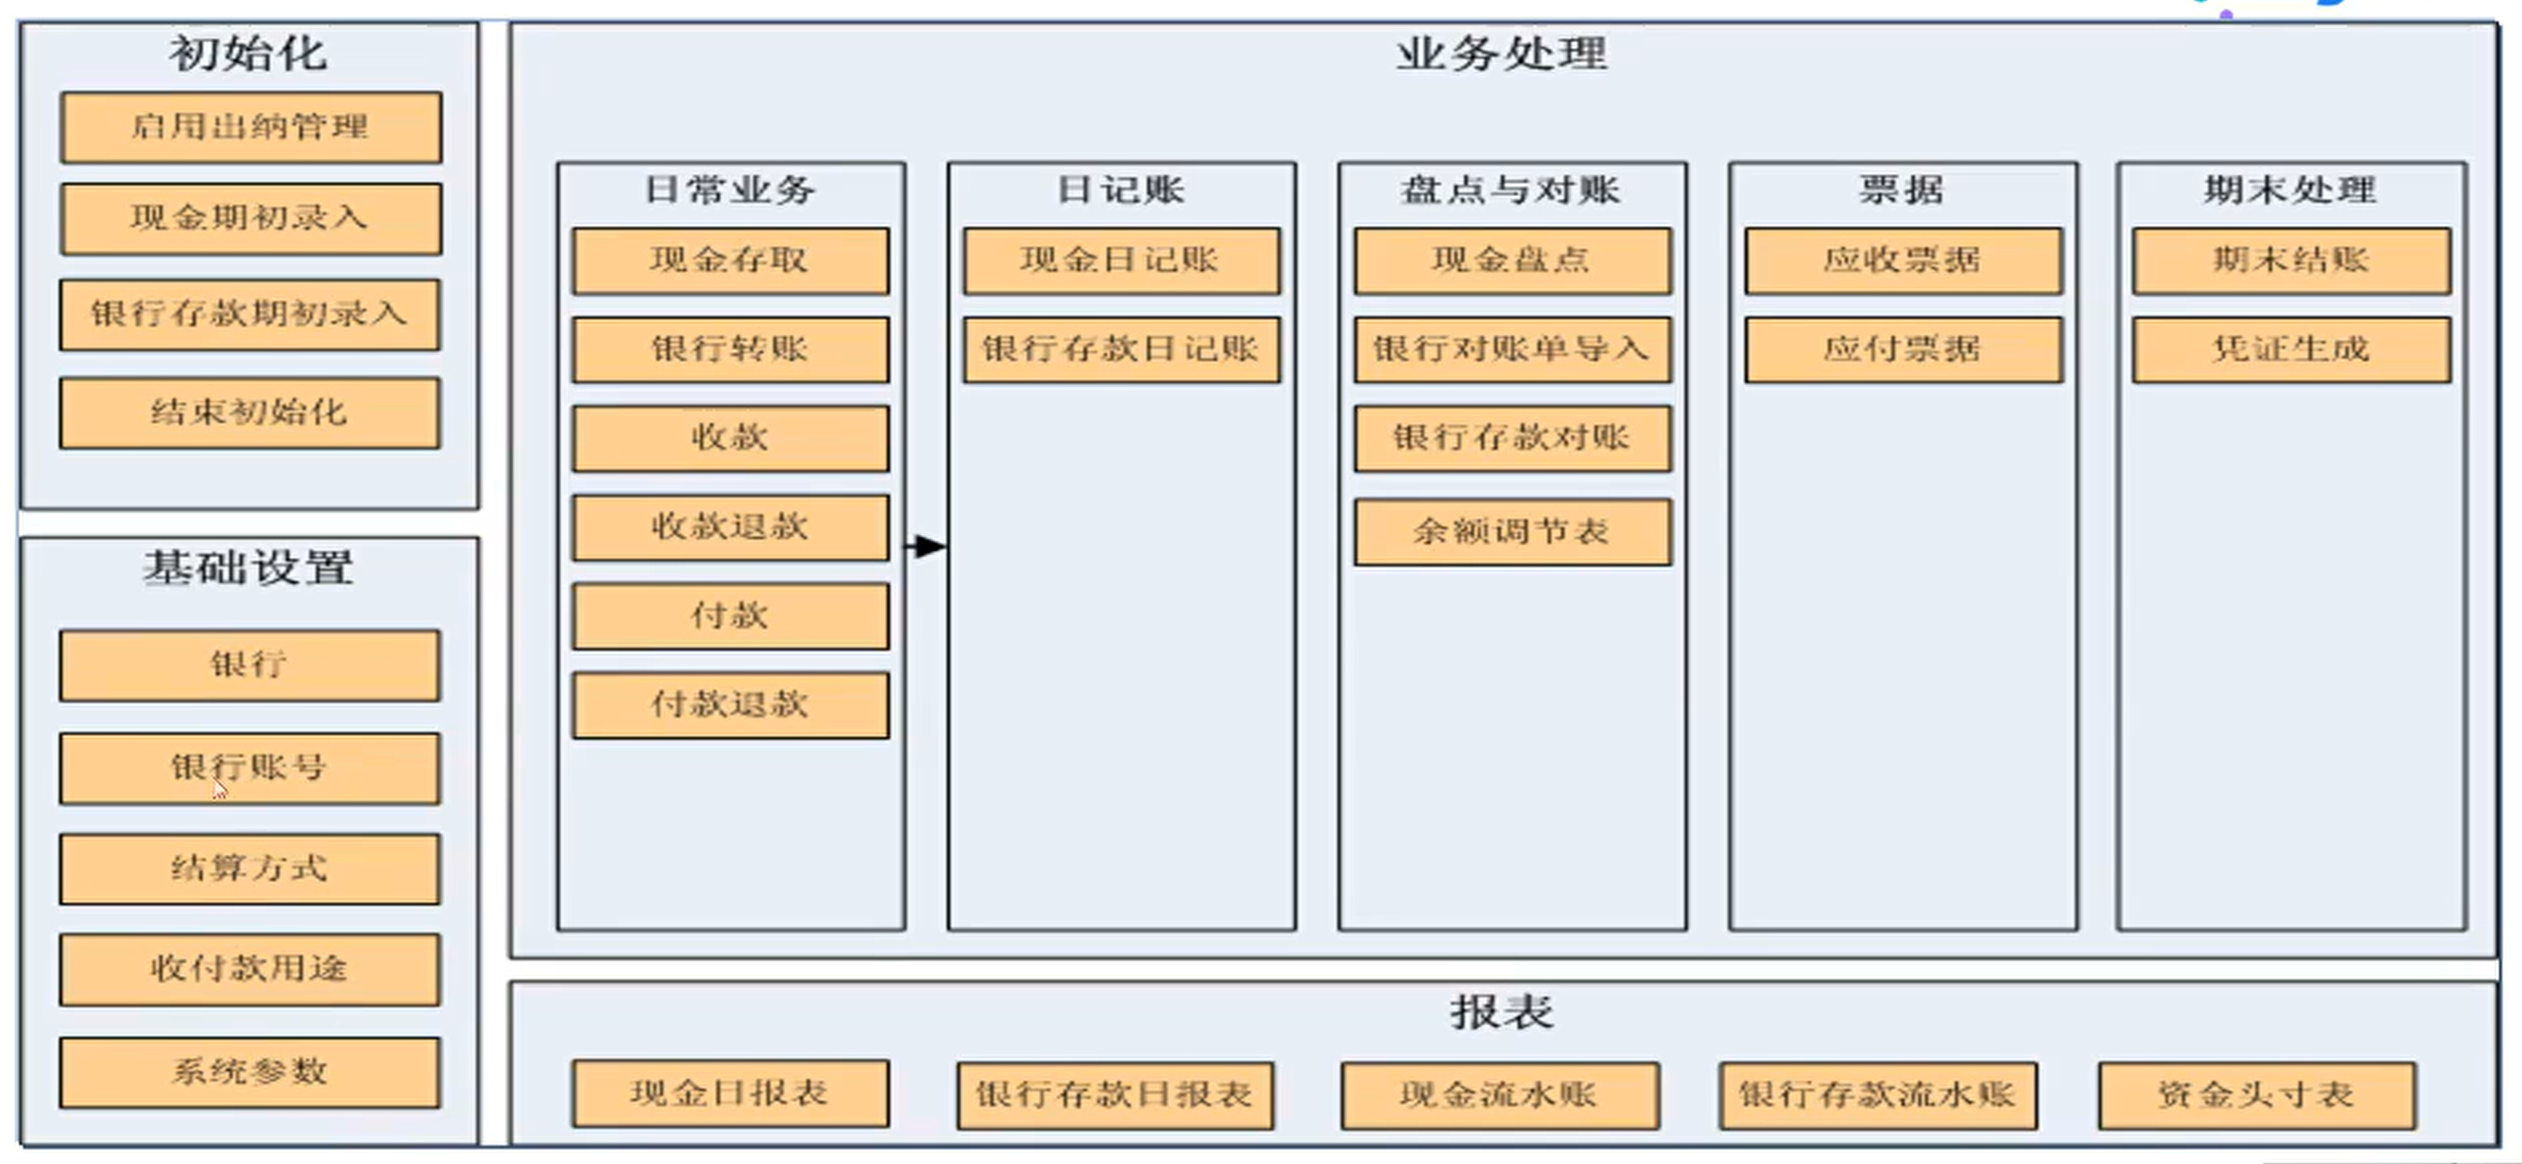 初始化
启用出纳管理
现金期初录入
银行存款期初录入
结束初始化
基础设置
银行
银行账号
结算方式
收付款用途
系统参数
业务处理
日常业务
现金存取
银行转账
收款
收款退款
付款
付款退款
日记账
现金日记账
银行存款日记账
盘点与对账
现金盘点
银行对账单导入
银行存款对账
余额调节表
票据
应收票据
应付票据
期末处理
期末结账
凭证生成
报表
现金日报表
银行存款日报表
现金流水账
银行存款流水账
资金头寸表